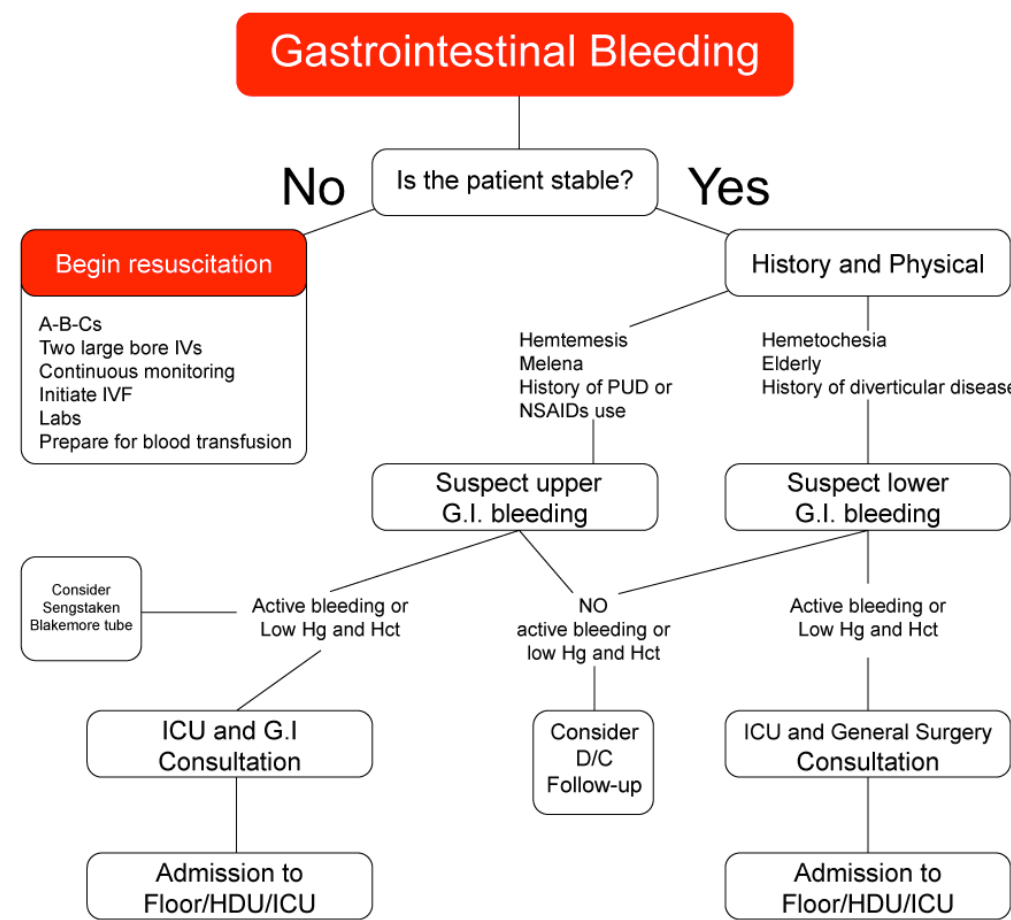 Gastrointestinal Bleeding
Is the patient stable?
No
Yes
Begin resuscitation
A-B-Cs
Two large bore IVs
Continuous monitoring
Initiate IVF
Labs
Prepare for blood transfusion
History and Physical
Hemtemesis
Melena
History of PUD or
NSAIDs use
Hemetochesia
Elderly
History of diverticular disease
Suspect upper
G.I. bleeding
Suspect lower
G.I. bleeding
Consider
Sengstaken
Blakemore tube
Active bleeding or
Low Hg and Hct
NO
active bleeding or
low Hg and Hct
Active bleeding or
Low Hg and Hct
ICU and G.I
Consultation
Consider
D/C
Follow-up
ICU and General Surgery
Consultation
Admission to
Floor/HDU/ICU
Admission to
Floor/HDU/ICU